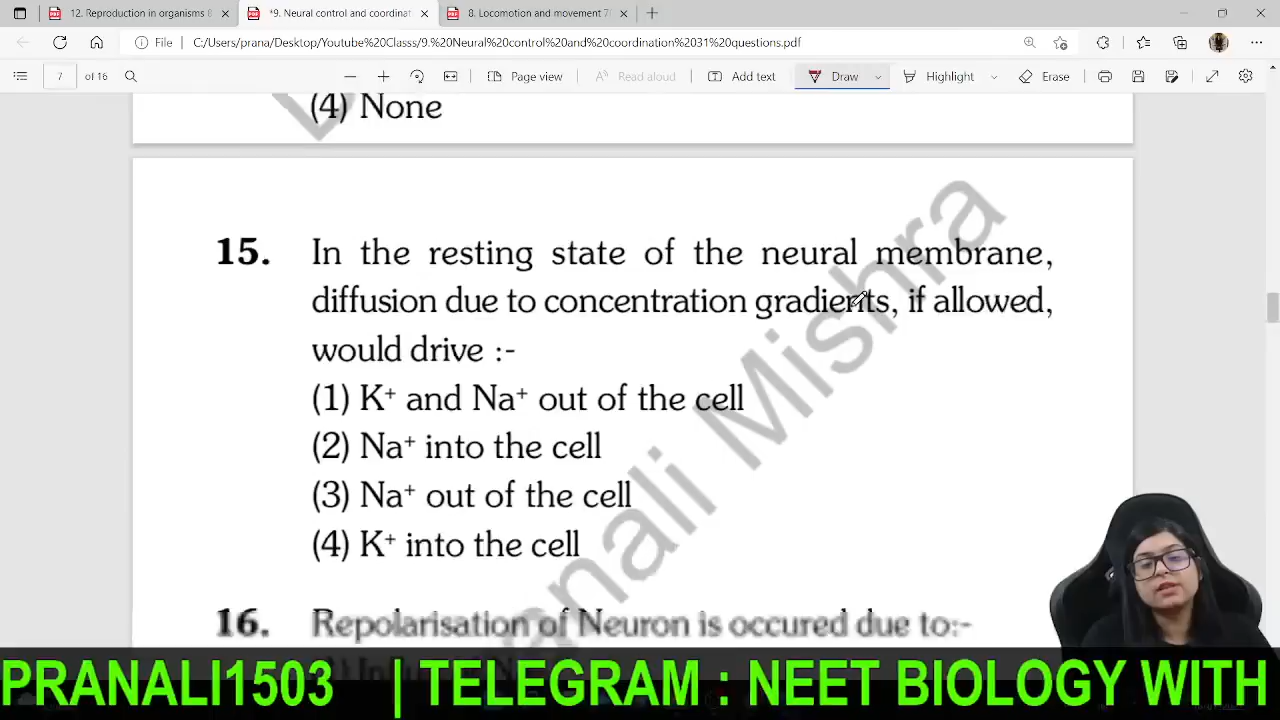 12. Reproduction in organisms 8
*9. Neural control and coordinat
8. Locomotion and movement 7
File
C:/Users/prana/Desktop/Youtube%20Classs/9.%20Neural%20control%20and%20coordination%2031%20questions.pdf
7 of 16
Page view
Read aloud
Add text
Draw
Highlight
Erase
(4) None
15. In the resting state of the neural membrane,
diffusion due to concentration gradients, if allowed,
would drive :-
(1) K+ and Na+ out of the cell
(2) Na+ into the cell
(3) Na+ out of the cell
(4) K+ into the cell
16. Repolarisation of Neuron is occured due to:-
PRANALI1503 | TELEGRAM : NEET BIOLOGY WITH